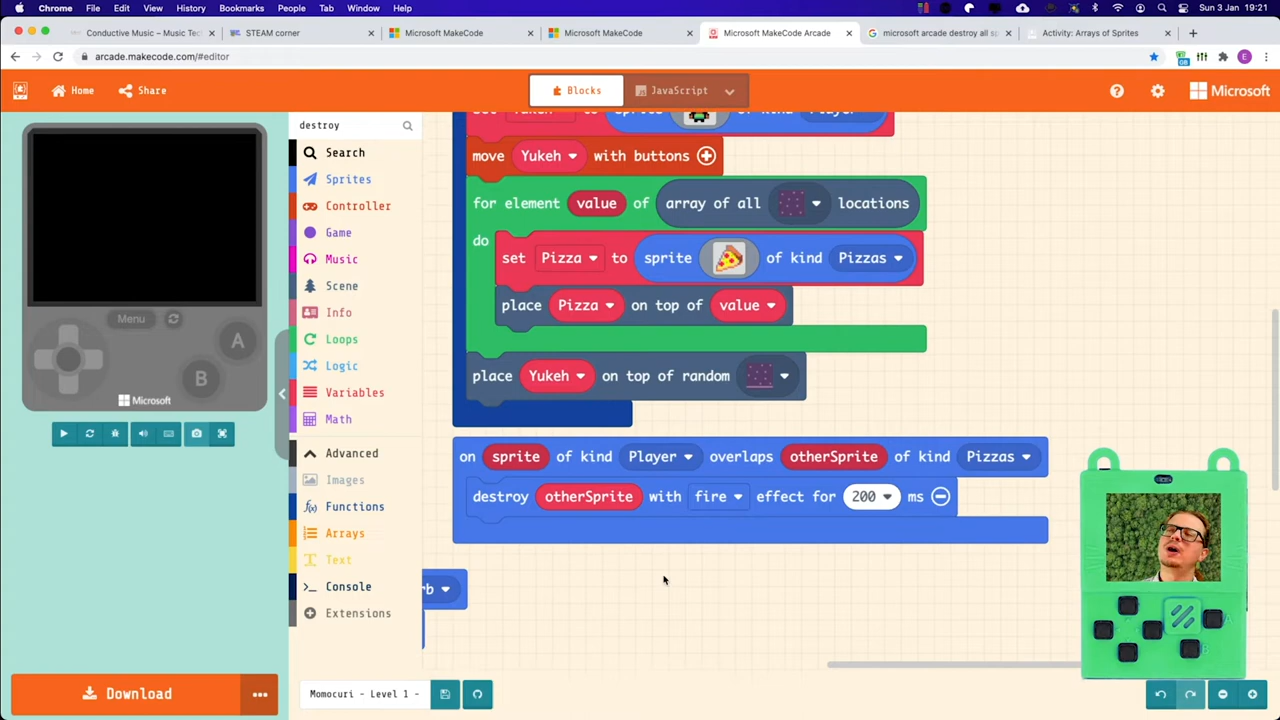 Chrome File Edit View History Bookmarks People Tab Window Help Sun 3 Jan 19:21
Conductive Music – Music Tec STEAM corner Microsoft MakeCode Microsoft MakeCode Microsoft MakeCode Arcade microsoft arcade destroy all sp Activity: Arrays of Sprites
arcade.makecode.com/#editor
Home Share Blocks JavaScript Microsoft
destroy
Search
Sprites
Controller
Game
Music
Scene
Info
Loops
Logic
Variables
Math
Advanced
Images
Functions
Arrays
Text
Console
Extensions
Menu
A
B
Microsoft
move Yukeh with buttons
for element value of array of all locations
do set Pizza to sprite of kind Pizzas
place Pizza on top of value
place Yukeh on top of random
on sprite of kind Player overlaps otherSprite of kind Pizzas
destroy otherSprite with fire effect for 200 ms
rb
Download
Momocuri - Level 1 -